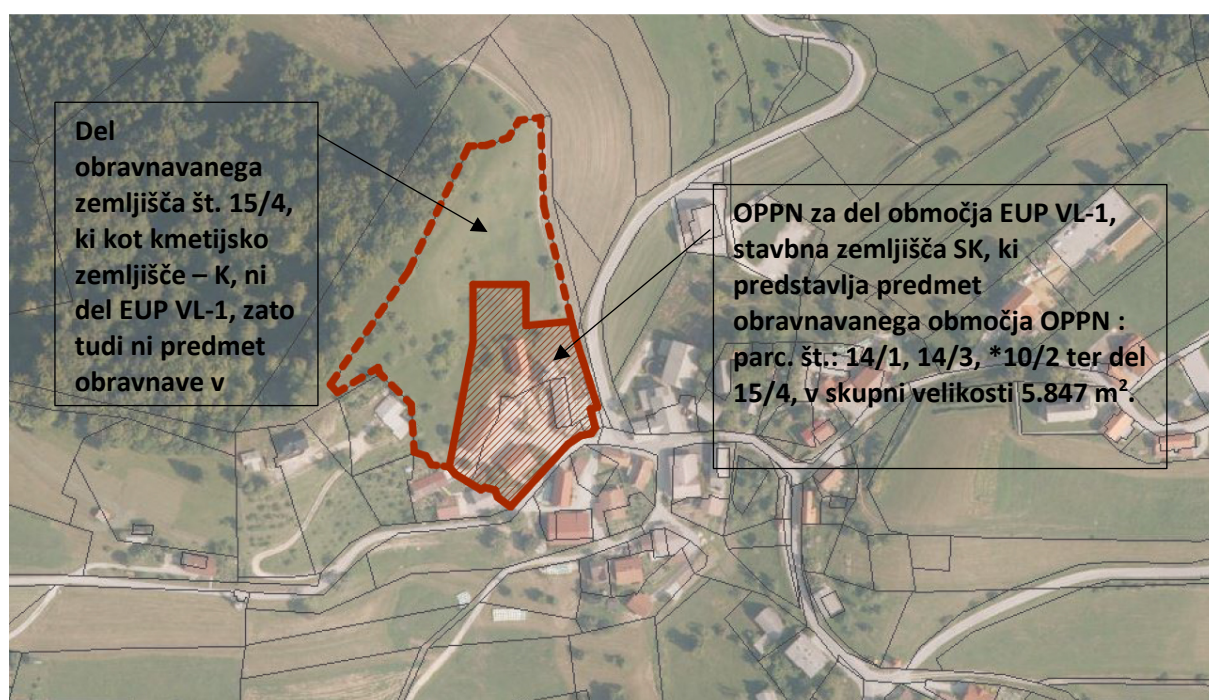 Del
obravnavanega
zemljišča št. 15/4,
ki kot kmetijsko
zemljišče – K, ni
del EUP VL-1, zato
tudi ni predmet
obravnave v
OPPN za del območja EUP VL-1,
stavbna zemljišča SK, ki
predstavlja predmet
obravnavanega območja OPPN :
parc. št.: 14/1, 14/3, *10/2 ter del
15/4, v skupni velikosti 5.847 m².